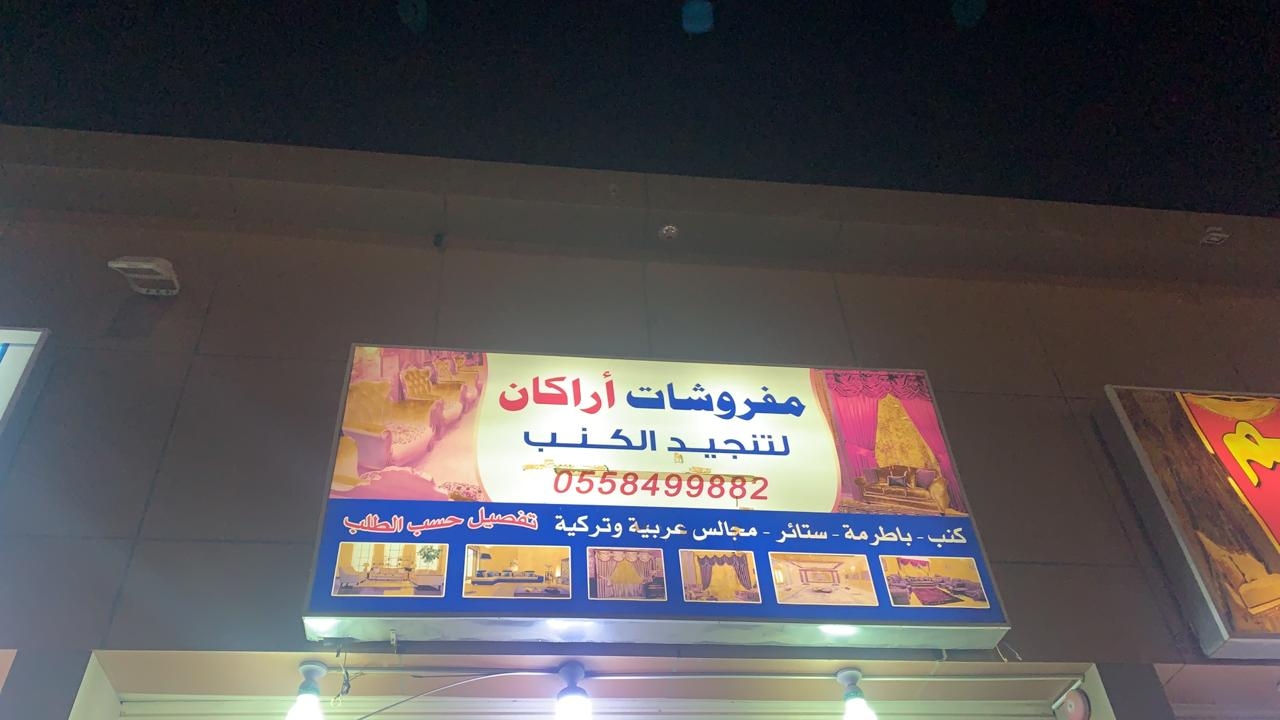 مفروشات أراكان
لتنجيد الكنب
0558499882
كنب - باطرمة - ستائر - مجالس عربية وتركية تفصيل حسب الطلب